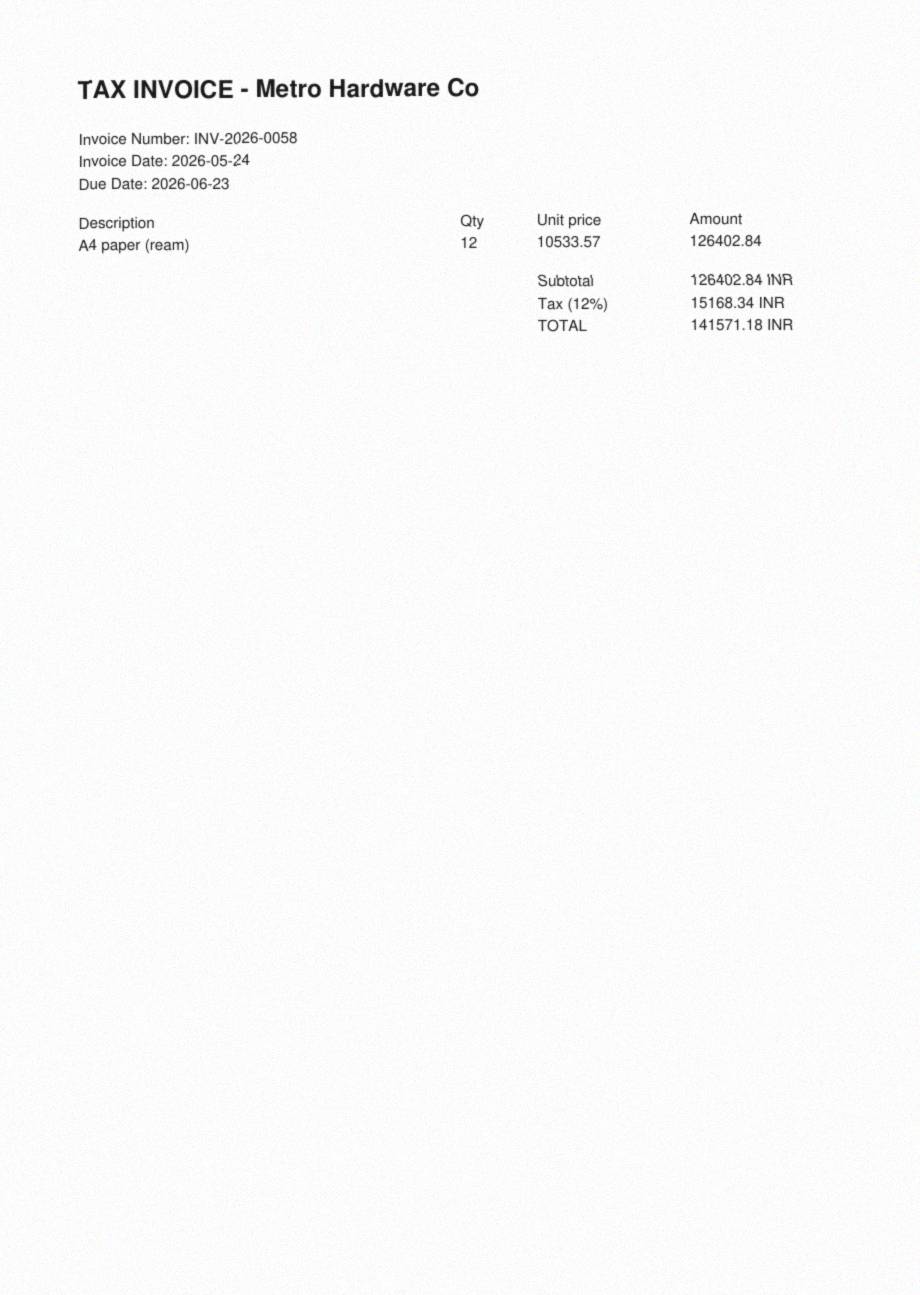 TAX INVOICE - Metro Hardware Co
Invoice Number: INV-2026-0058
Invoice Date: 2026-05-24
Due Date: 2026-06-23
Description Qty Unit price Amount
A4 paper (ream) 12 10533.57 126402.84
Subtotal 126402.84 INR
Tax (12%) 15168.34 INR
TOTAL 141571.18 INR